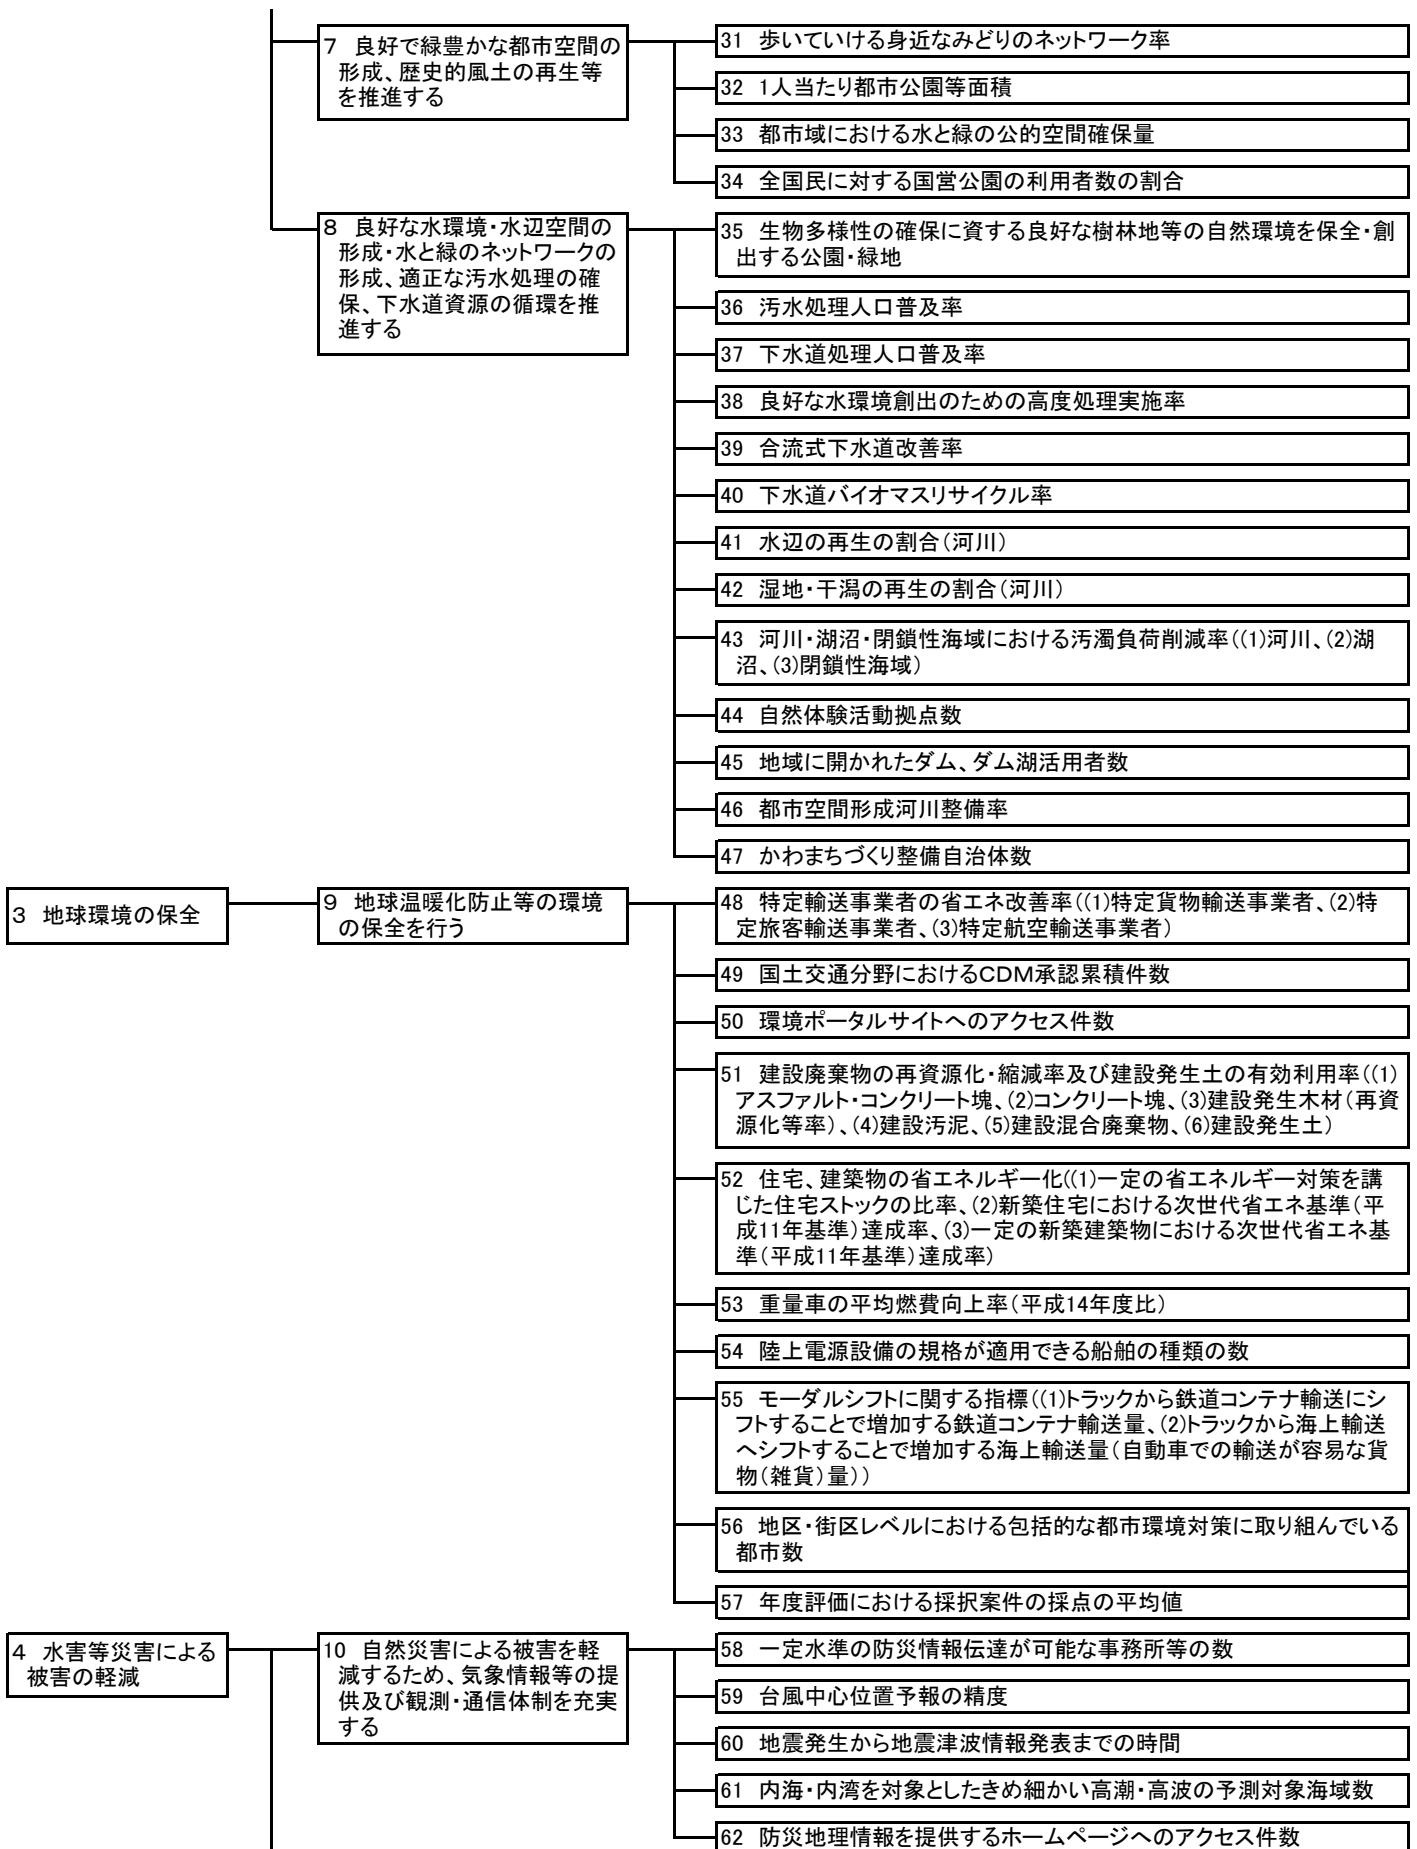 7 良好で緑豊かな都市空間の
形成、歴史的風土の再生等
を推進する
31 歩いていける身近なみどりのネットワーク率
32 1人当たり都市公園等面積
33 都市域における水と緑の公的空間確保量
34 全国民に対する国営公園の利用者数の割合
8 良好な水環境・水辺空間の
形成・水と緑のネットワークの
形成、適正な汚水処理の確
保、下水道資源の循環を推
進する
35 生物多様性の確保に資する良好な樹林地等の自然環境を保全・創
出する公園・緑地
36 汚水処理人口普及率
37 下水道処理人口普及率
38 良好な水環境創出のための高度処理実施率
39 合流式下水道改善率
40 下水道バイオマスリサイクル率
41 水辺の再生の割合(河川)
42 湿地・干潟の再生の割合(河川)
43 河川・湖沼・閉鎖性海域における汚濁負荷削減率((1)河川、(2)湖
沼、(3)閉鎖性海域)
44 自然体験活動拠点数
45 地域に開かれたダム、ダム湖活用者数
46 都市空間形成河川整備率
47 かわまちづくり整備自治体数
3 地球環境の保全
9 地球温暖化防止等の環境
の保全を行う
48 特定輸送事業者の省エネ改善率((1)特定貨物輸送事業者、(2)特
定旅客輸送事業者、(3)特定航空輸送事業者)
49 国土交通分野におけるCDM承認累積件数
50 環境ポータルサイトへのアクセス件数
51 建設廃棄物の再資源化・縮減率及び建設発生土の有効利用率((1)
アスファルト・コンクリート塊、(2)コンクリート塊、(3)建設発生木材(再資
源化等率)、(4)建設汚泥、(5)建設混合廃棄物、(6)建設発生土)
52 住宅、建築物の省エネルギー化((1)一定の省エネルギー対策を講
じた住宅ストックの比率、(2)新築住宅における次世代省エネ基準(平
成11年基準)達成率、(3)一定の新築建築物における次世代省エネ基
準(平成11年基準)達成率)
53 重量車の平均燃費向上率(平成14年度比)
54 陸上電源設備の規格が適用できる船舶の種類の数
55 モーダルシフトに関する指標((1)トラックから鉄道コンテナ輸送にシ
フトすることで増加する鉄道コンテナ輸送量、(2)トラックから海上輸送
へシフトすることで増加する海上輸送量(自動車での輸送が容易な貨
物(雑貨)量))
56 地区・街区レベルにおける包括的な都市環境対策に取り組んでいる
都市数
57 年度評価における採択案件の採点の平均値
4 水害等災害による
被害の軽減
10 自然災害による被害を軽
減するため、気象情報等の提
供及び観測・通信体制を充実
する
58 一定水準の防災情報伝達が可能な事務所等の数
59 台風中心位置予報の精度
60 地震発生から地震津波情報発表までの時間
61 内海・内湾を対象としたきめ細かい高潮・高波の予測対象海域数
62 防災地理情報を提供するホームページへのアクセス件数